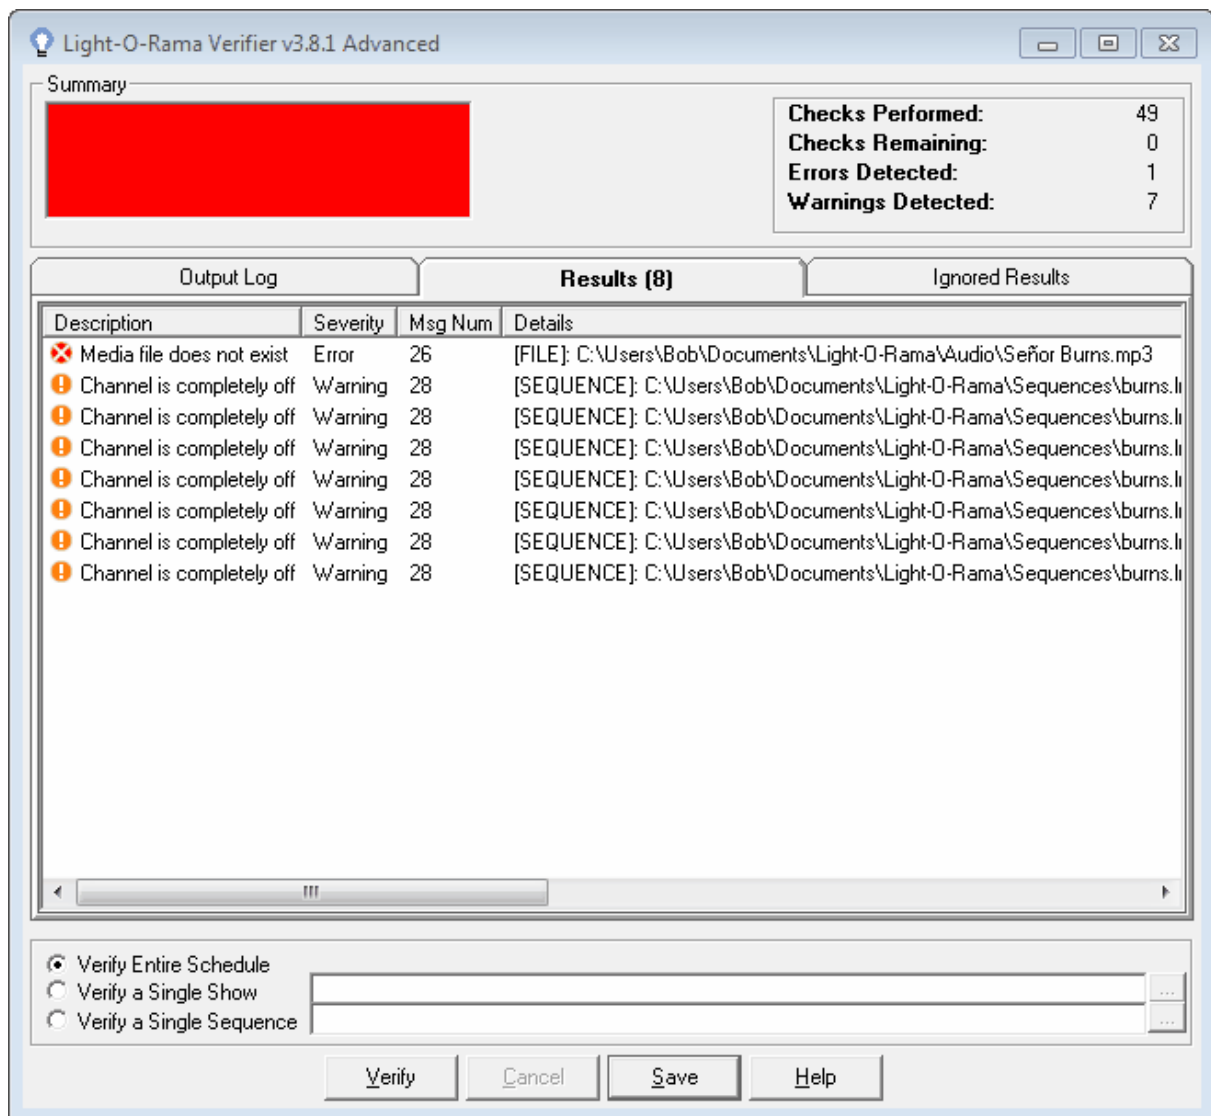 Light-O-Rama Verifier v3.8.1 Advanced
Summary
Checks Performed: 49
Checks Remaining: 0
Errors Detected: 1
Warnings Detected: 7
Output Log Results (8) Ignored Results
Description Severity Msg Num Details
Media file does not exist Error 26 [FILE]: C:\Users\Bob\Documents\Light-O-Rama\Audio\Señor Burns.mp3
Channel is completely off Warning 28 [SEQUENCE]: C:\Users\Bob\Documents\Light-O-Rama\Sequences\burns.l
Channel is completely off Warning 28 [SEQUENCE]: C:\Users\Bob\Documents\Light-O-Rama\Sequences\burns.l
Channel is completely off Warning 28 [SEQUENCE]: C:\Users\Bob\Documents\Light-O-Rama\Sequences\burns.l
Channel is completely off Warning 28 [SEQUENCE]: C:\Users\Bob\Documents\Light-O-Rama\Sequences\burns.l
Channel is completely off Warning 28 [SEQUENCE]: C:\Users\Bob\Documents\Light-O-Rama\Sequences\burns.l
Channel is completely off Warning 28 [SEQUENCE]: C:\Users\Bob\Documents\Light-O-Rama\Sequences\burns.l
Channel is completely off Warning 28 [SEQUENCE]: C:\Users\Bob\Documents\Light-O-Rama\Sequences\burns.l
Verify Entire Schedule
Verify a Single Show ...
Verify a Single Sequence ...
Verify Cancel Save Help